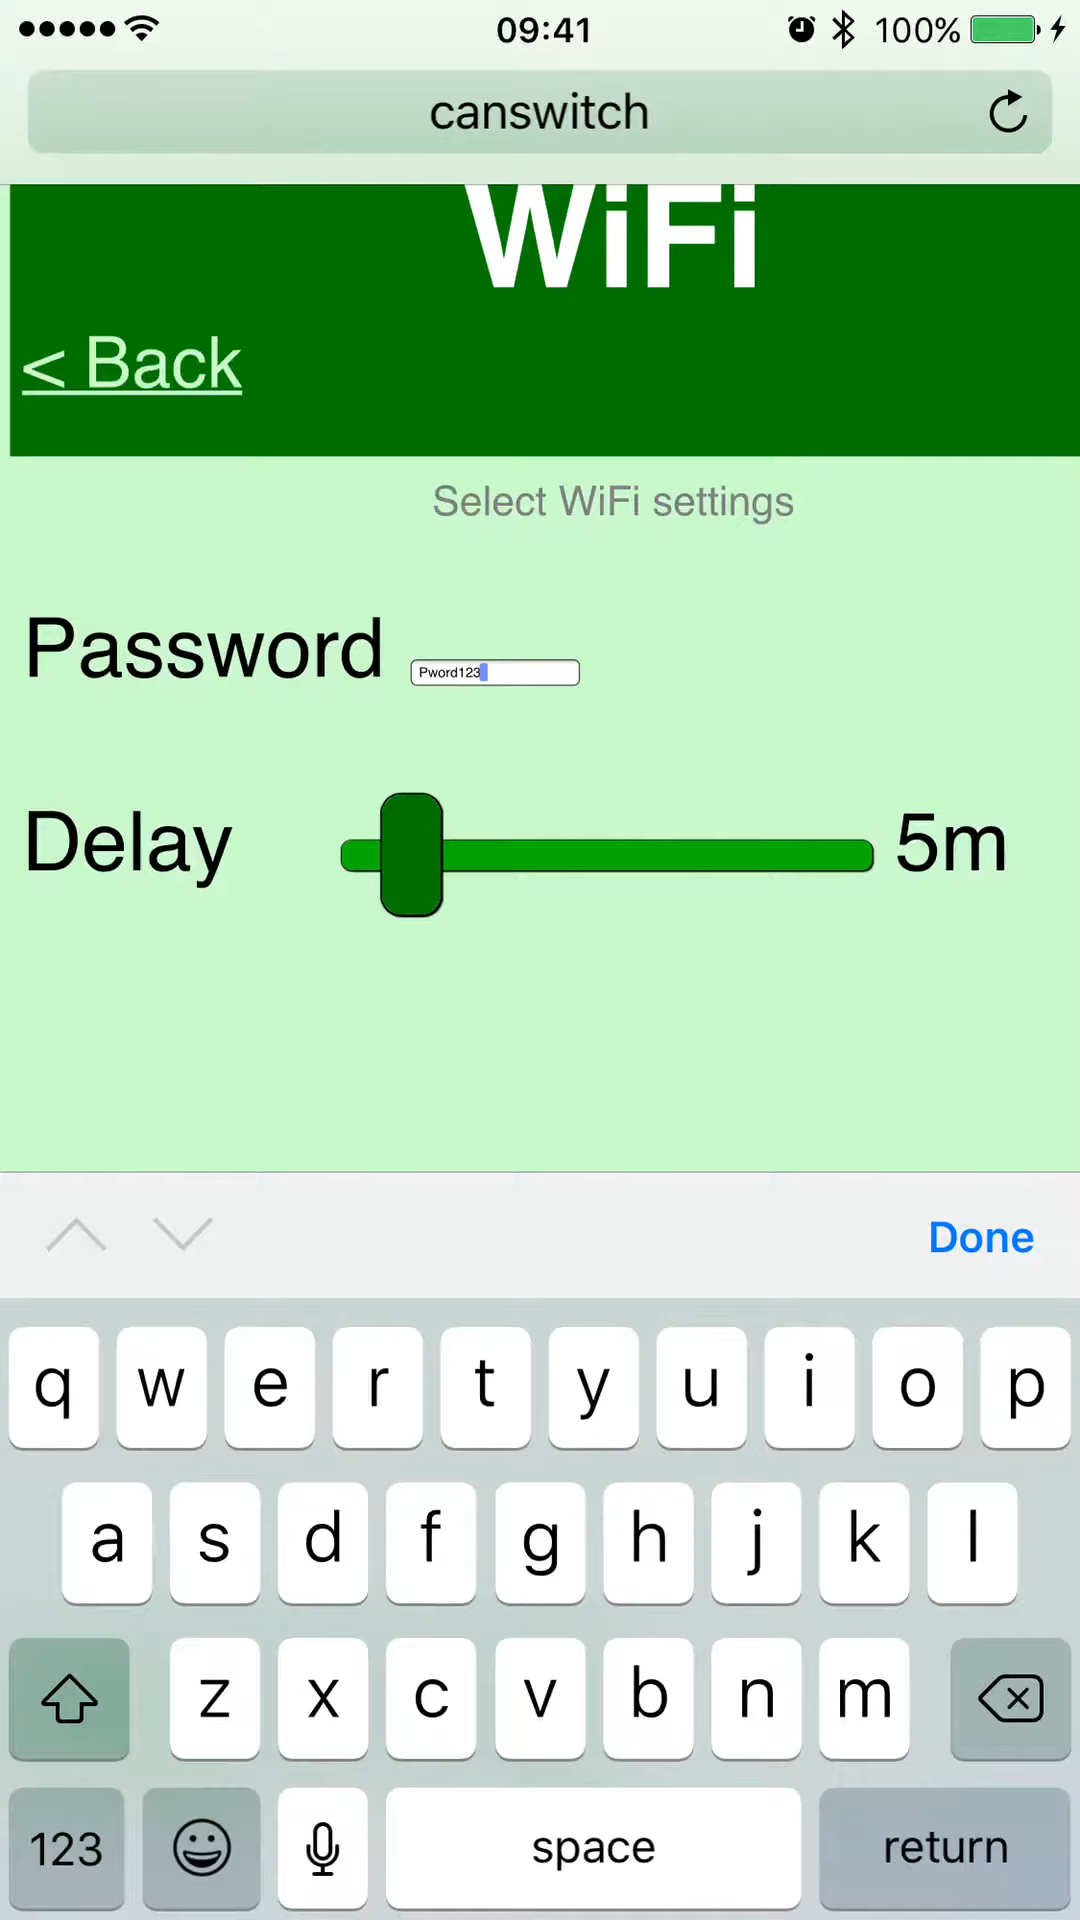 09:41 100%
canswitch
WiFi
< Back
Select WiFi settings
Password Pword123
Delay 5m
Done
q w e r t y u i o p
a s d f g h j k l
z x c v b n m
123 space return